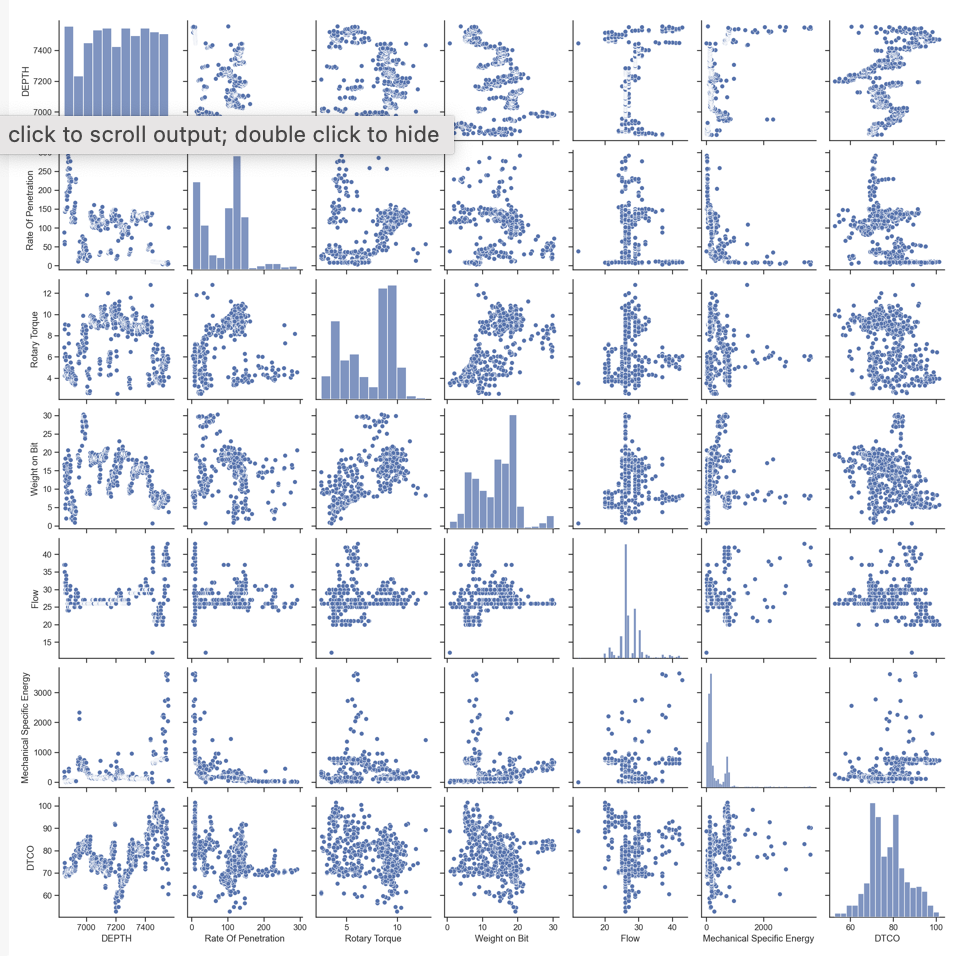 DEPTH
7400
7200
7000
click to scroll output; double click to hide
Rate Of Penetration
250
200
150
100
50
0
Rotary Torque
12
10
8
6
4
Weight on Bit
30
25
20
15
10
5
0
Flow
40
35
30
25
20
15
Mechanical Specific Energy
3000
2000
1000
0
DTCO
100
90
80
70
60
7000 7200 7400
0 100 200 300
5 10
0 10 20 30
20 30 40
0 2000
60 80 100
DEPTH
Rate Of Penetration
Rotary Torque
Weight on Bit
Flow
Mechanical Specific Energy
DTCO